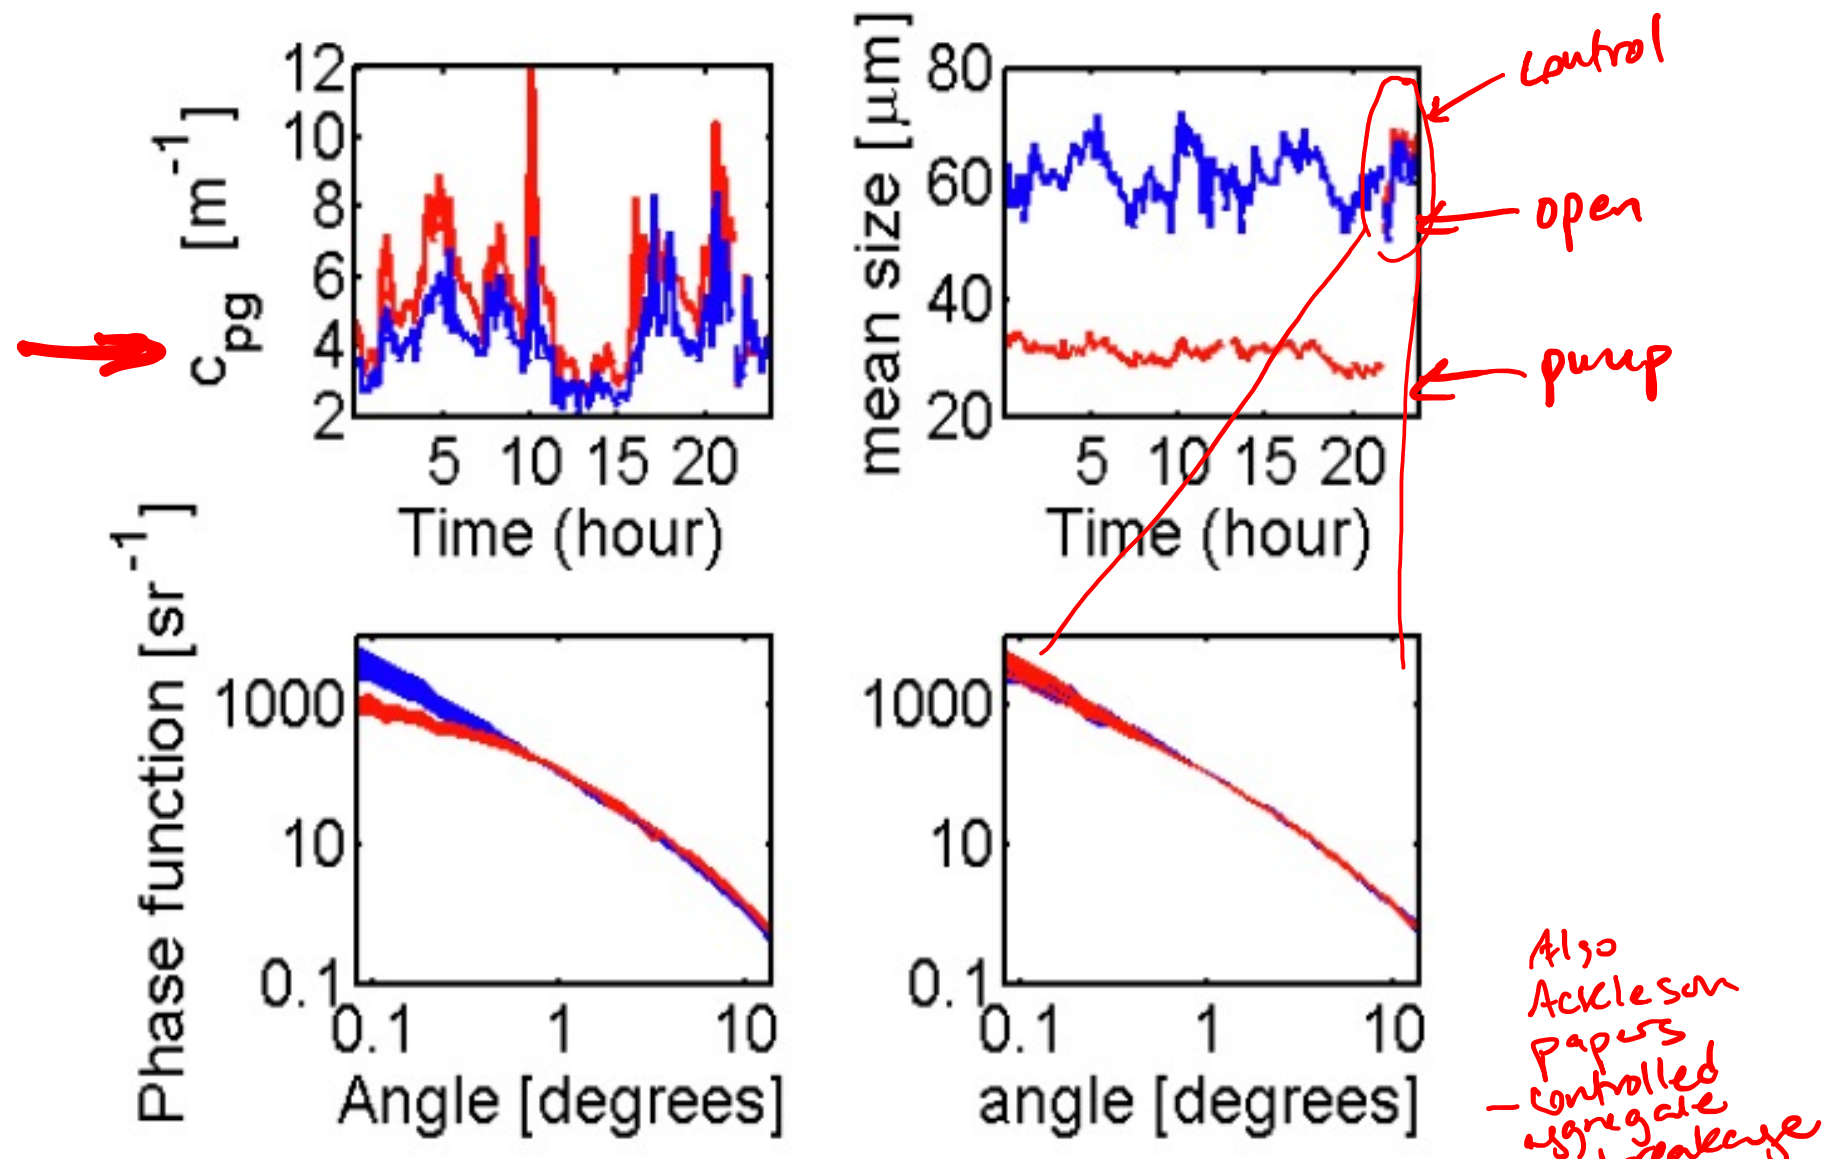 c_pg [m^-1]
12
10
8
6
4
2
5 10 15 20
Time (hour)
mean size [μm]
80
60
40
20
5 10 15 20
Time (hour)
control
open
pump
Phase function [sr^-1]
1000
10
0.1
0.1 1 10
Angle [degrees]
1000
10
0.1
0.1 1 10
angle [degrees]
Also
Ackleson
papers
- controlled
aggregate
breakage